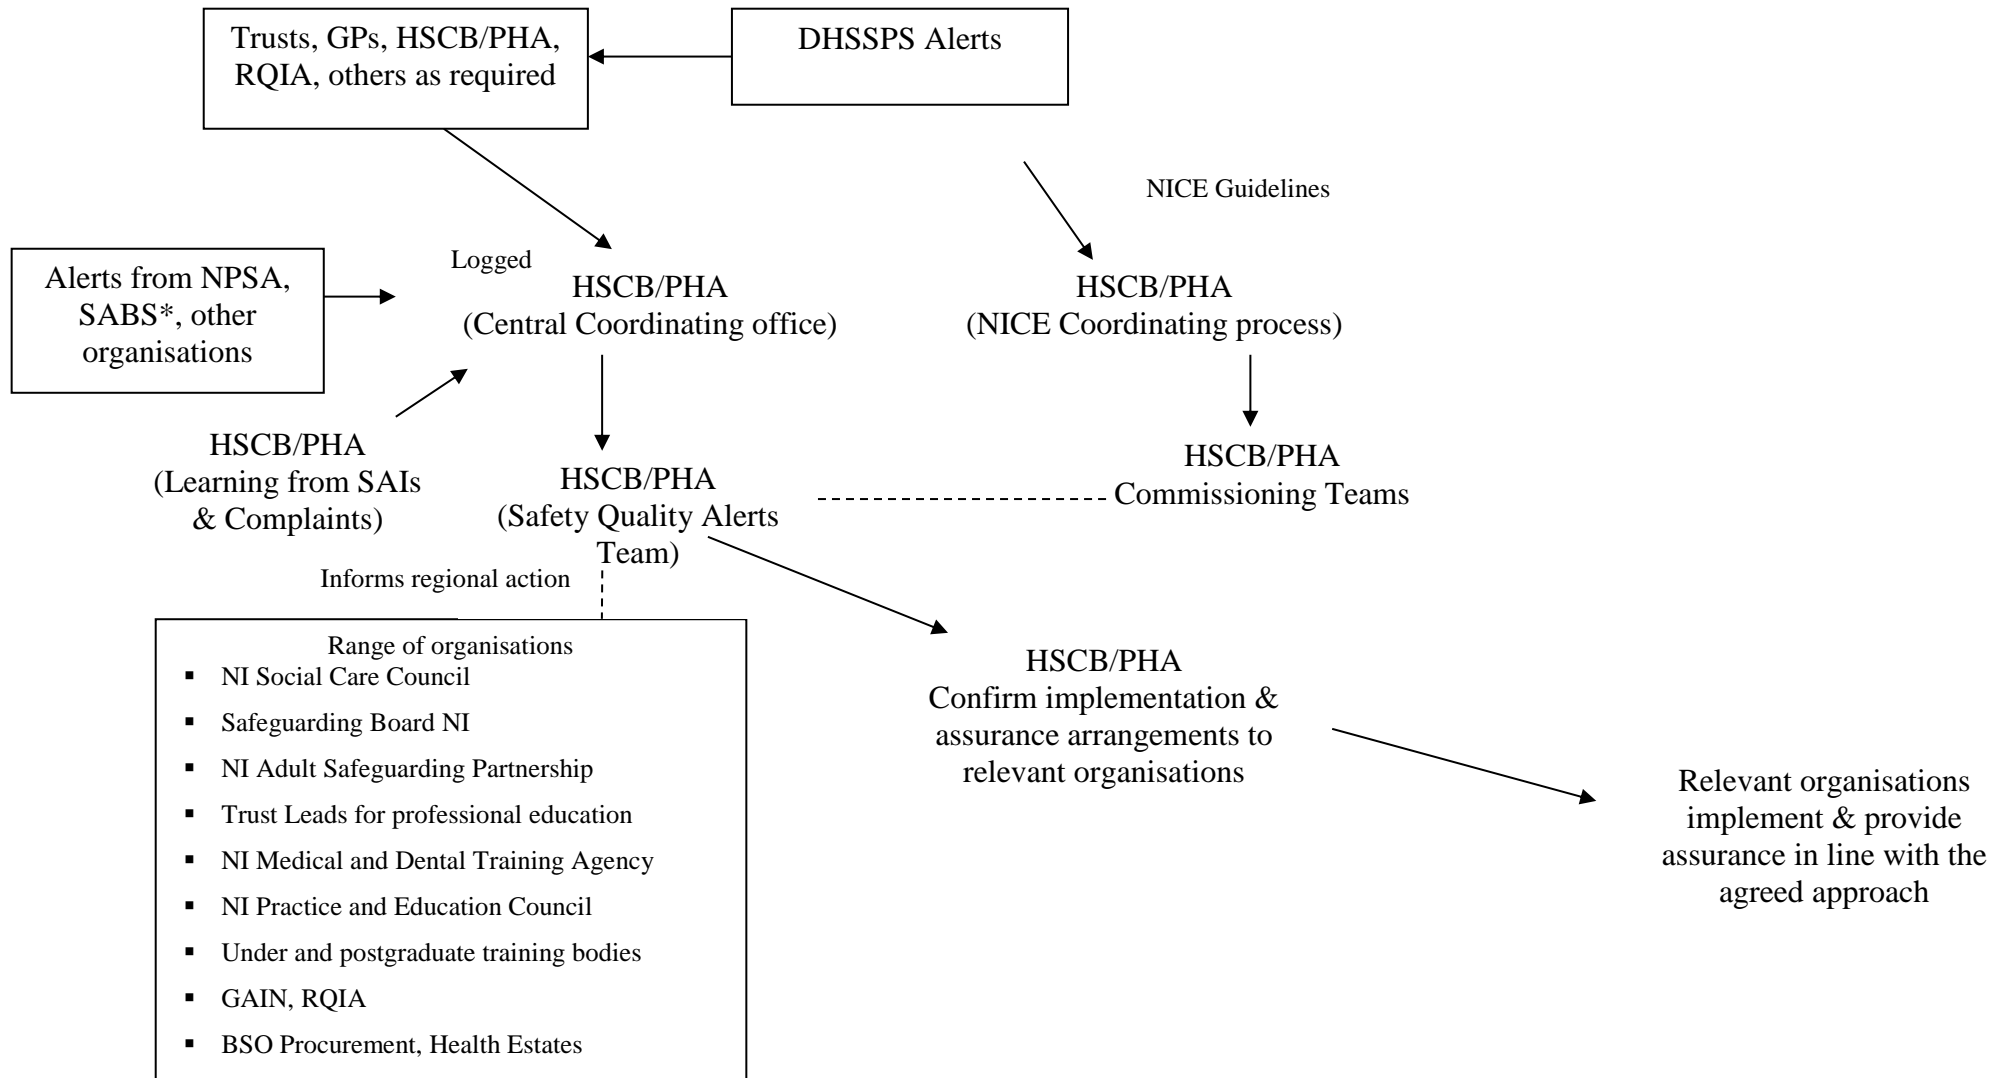 Trusts, GPs, HSCB/PHA,
RQIA, others as required
DHSSPS Alerts
NICE Guidelines
Logged
Alerts from NPSA,
SABS*, other
organisations
HSCB/PHA
(Central Coordinating office)
HSCB/PHA
(NICE Coordinating process)
HSCB/PHA
(Learning from SAIs
& Complaints)
HSCB/PHA
(Safety Quality Alerts
Team)
HSCB/PHA
Commissioning Teams
Informs regional action
Range of organisations
▪ NI Social Care Council
▪ Safeguarding Board NI
▪ NI Adult Safeguarding Partnership
▪ Trust Leads for professional education
▪ NI Medical and Dental Training Agency
▪ NI Practice and Education Council
▪ Under and postgraduate training bodies
▪ GAIN, RQIA
▪ BSO Procurement, Health Estates
HSCB/PHA
Confirm implementation &
assurance arrangements to
relevant organisations
Relevant organisations
implement & provide
assurance in line with the
agreed approach